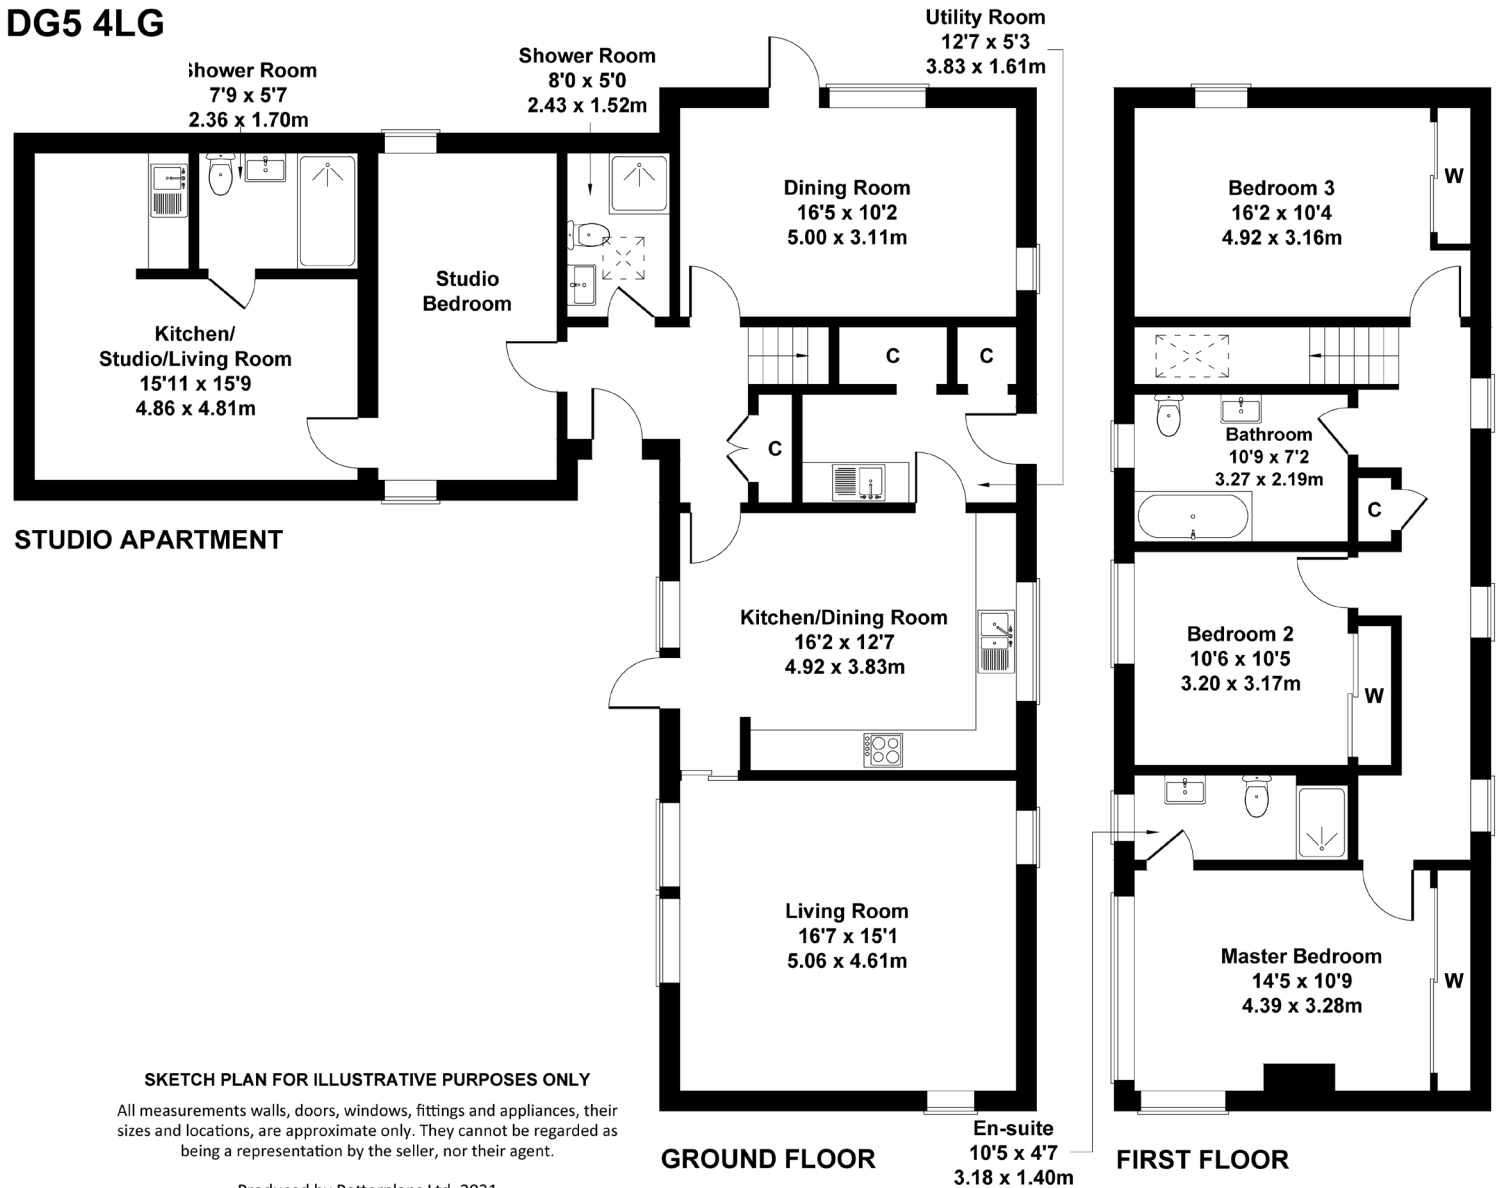 DG5 4LG
Shower Room
7'9 x 5'7
2.36 x 1.70m
Shower Room
8'0 x 5'0
2.43 x 1.52m
Utility Room
12'7 x 5'3
3.83 x 1.61m
Dining Room
16'5 x 10'2
5.00 x 3.11m
Bedroom 3
16'2 x 10'4
4.92 x 3.16m
W
Studio
Bedroom
Kitchen/
Studio/Living Room
15'11 x 15'9
4.86 x 4.81m
C
C
C
Bathroom
10'9 x 7'2
3.27 x 2.19m
C
STUDIO APARTMENT
Kitchen/Dining Room
16'2 x 12'7
4.92 x 3.83m
Bedroom 2
10'6 x 10'5
3.20 x 3.17m
W
Living Room
16'7 x 15'1
5.06 x 4.61m
Master Bedroom
14'5 x 10'9
4.39 x 3.28m
W
SKETCH PLAN FOR ILLUSTRATIVE PURPOSES ONLY
All measurements walls, doors, windows, fittings and appliances, their
sizes and locations, are approximate only. They cannot be regarded as
being a representation by the seller, nor their agent.
En-suite
10'5 x 4'7
3.18 x 1.40m
GROUND FLOOR
FIRST FLOOR
Produced by Potterplans Ltd. 2021